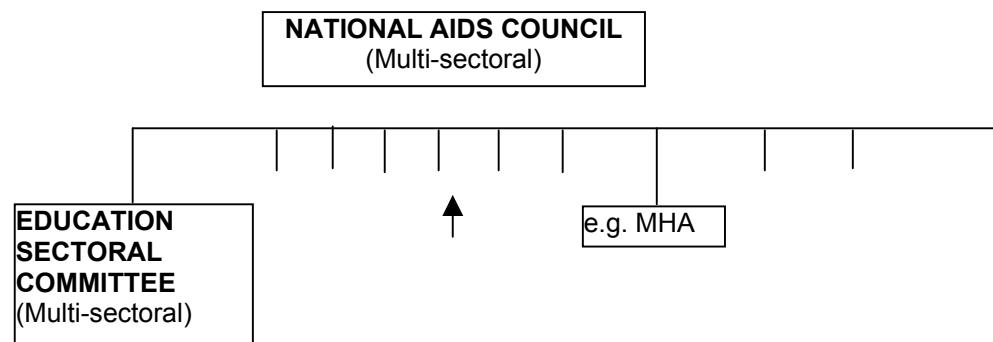 NATIONAL AIDS COUNCIL
(Multi-sectoral)
EDUCATION
SECTORAL
COMMITTEE
(Multi-sectoral)
e.g. MHA